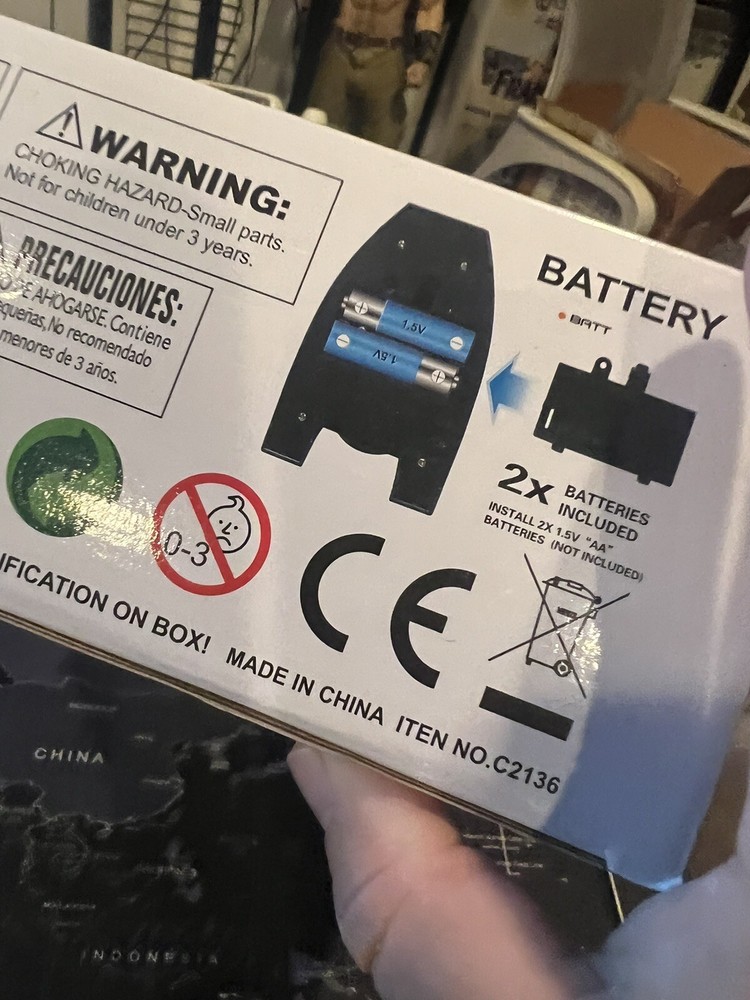 WARNING:
CHOKING HAZARD-Small parts.
Not for children under 3 years.
PRECAUCIONES:
AHOGARSE. Contiene
No recomendado
menores de 3 años.
BATTERY
BATT
1.5V
1.5V
2x BATTERIES
INCLUDED
INSTALL 2X 1.5V "AA"
BATTERIES (NOT INCLUDED)
0-3
CE
IFICATION ON BOX! MADE IN CHINA ITEN NO.C2136
CHINA
INDONESIA